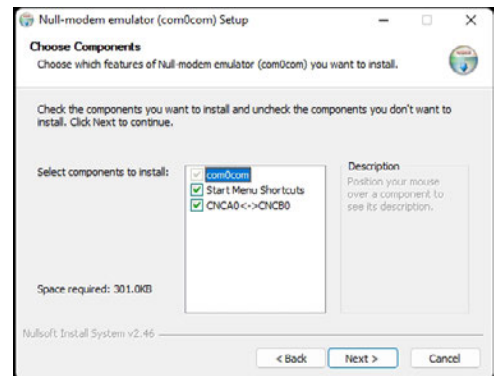 Null-modem emulator (com0com) Setup
Choose Components
Choose which features of Null-modem emulator (com0com) you want to install.
Check the components you want to install and uncheck the components you don't want to
install. Click Next to continue.
Select components to install:
com0com
Start Menu Shortcuts
CNCA0<->CNCB0
Description
Position your mouse
over a component to
see its description.
Space required: 301.0KB
Nullsoft Install System v2.46
< Back
Next >
Cancel